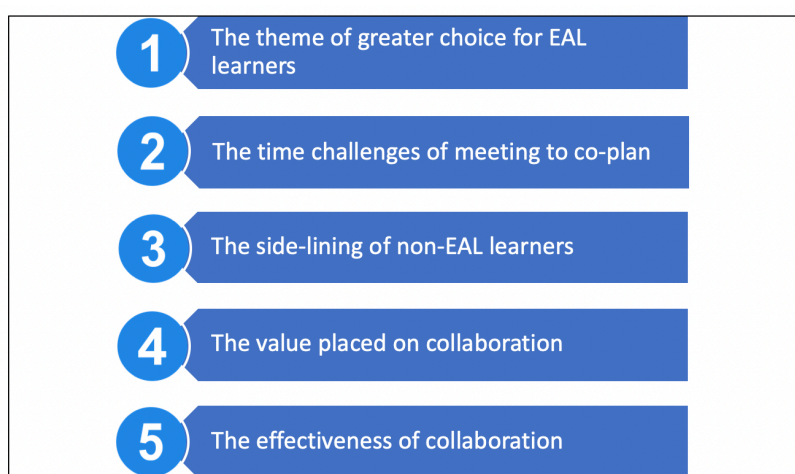 1
The theme of greater choice for EAL
learners
2
The time challenges of meeting to co-plan
3
The side-lining of non-EAL learners
4
The value placed on collaboration
5
The effectiveness of collaboration